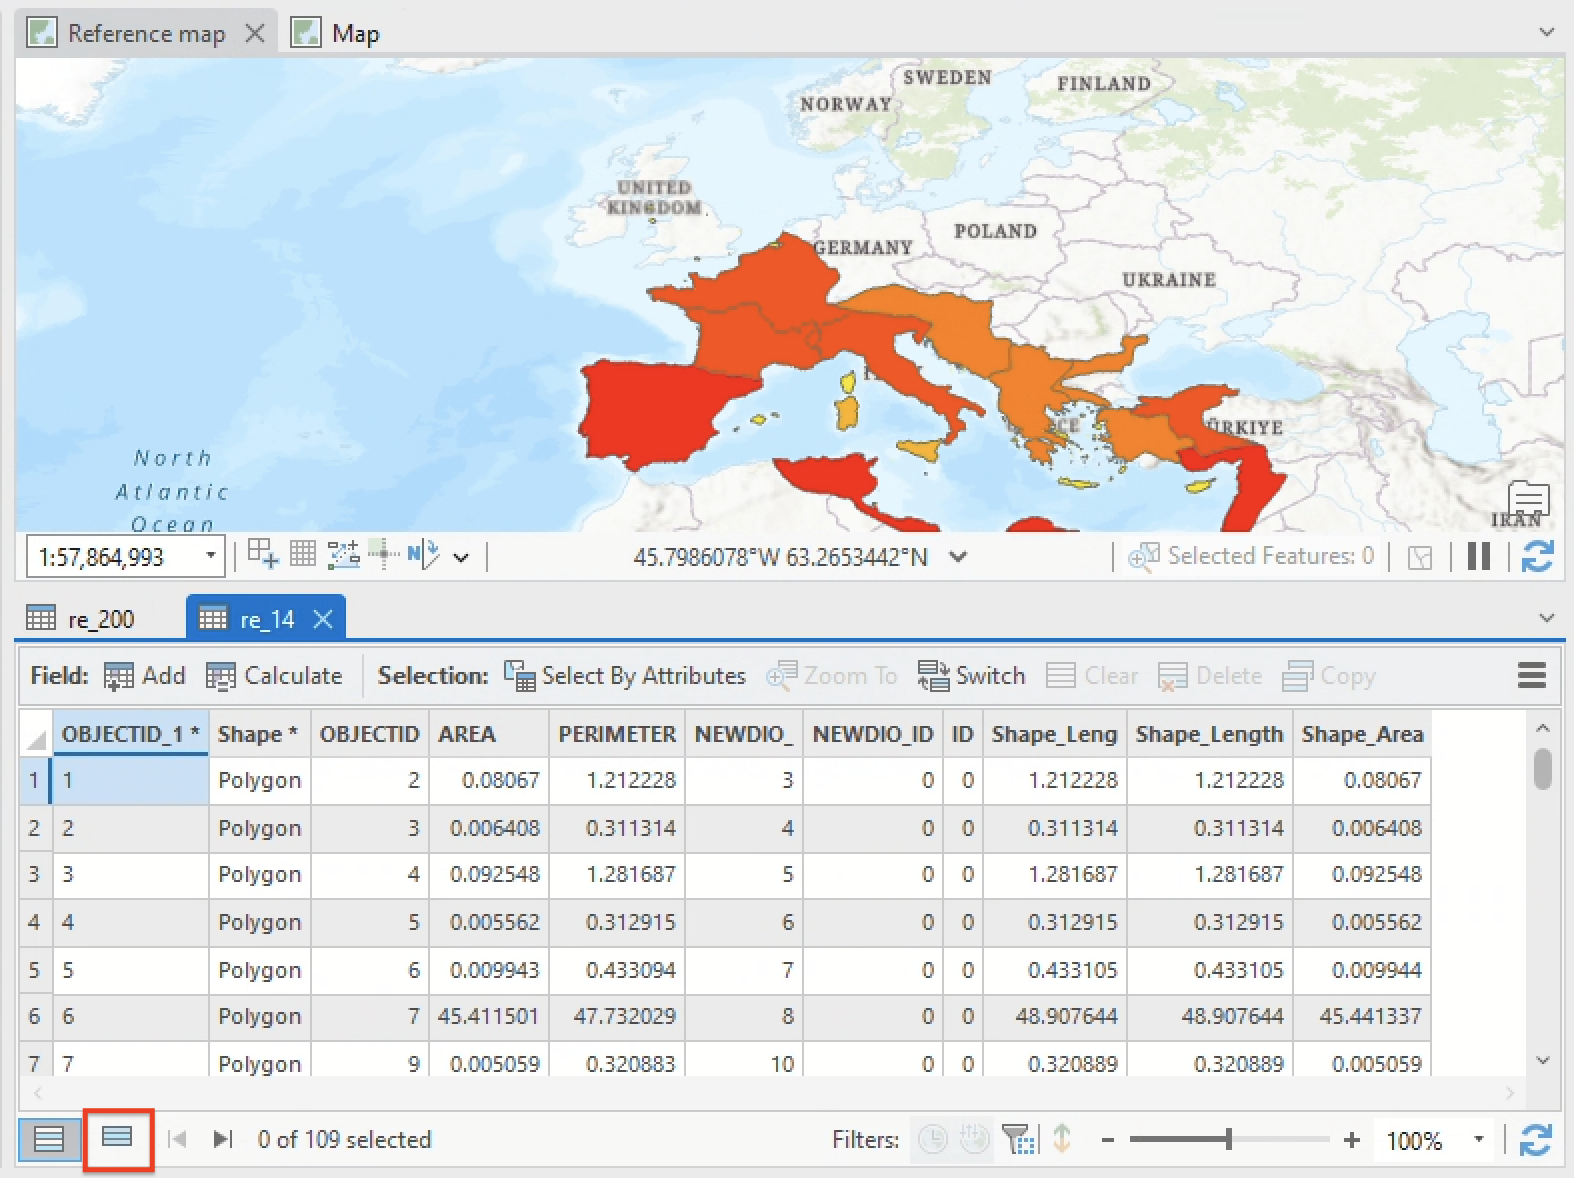 Reference map
Map
SWEDEN
FINLAND
NORWAY
UNITED
KINGDOM
POLAND
GERMANY
UKRAINE
ÜRKIYE
North
Atlantic
Ocean
IRAN
1:57,864,993
45.7986078°W 63.2653442°N
Selected Features: 0
re_200
re_14
Field: Add Calculate Selection: Select By Attributes Zoom To Switch Clear Delete Copy
OBJECTID_1 * Shape * OBJECTID AREA PERIMETER NEWDIO_ NEWDIO_ID ID Shape_Leng Shape_Length Shape_Area
1 1 Polygon 2 0.08067 1.212228 3 0 0 1.212228 1.212228 0.08067
2 2 Polygon 3 0.006408 0.311314 4 0 0 0.311314 0.311314 0.006408
3 3 Polygon 4 0.092548 1.281687 5 0 0 1.281687 1.281687 0.092548
4 4 Polygon 5 0.005562 0.312915 6 0 0 0.312915 0.312915 0.005562
5 5 Polygon 6 0.009943 0.433094 7 0 0 0.433105 0.433105 0.009944
6 6 Polygon 7 45.411501 47.732029 8 0 0 48.907644 48.907644 45.441337
7 7 Polygon 9 0.005059 0.320883 10 0 0 0.320889 0.320889 0.005059
0 of 109 selected
Filters:
100%